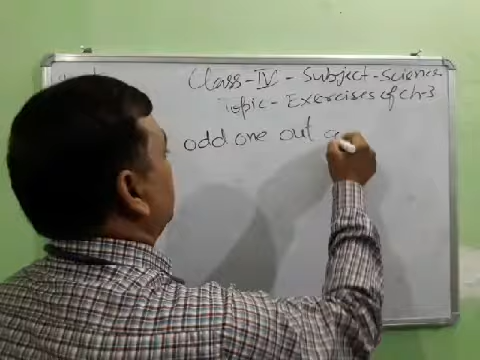 Class-IV - Subject-Science
Topic - Exercises of Ch-3
odd one out